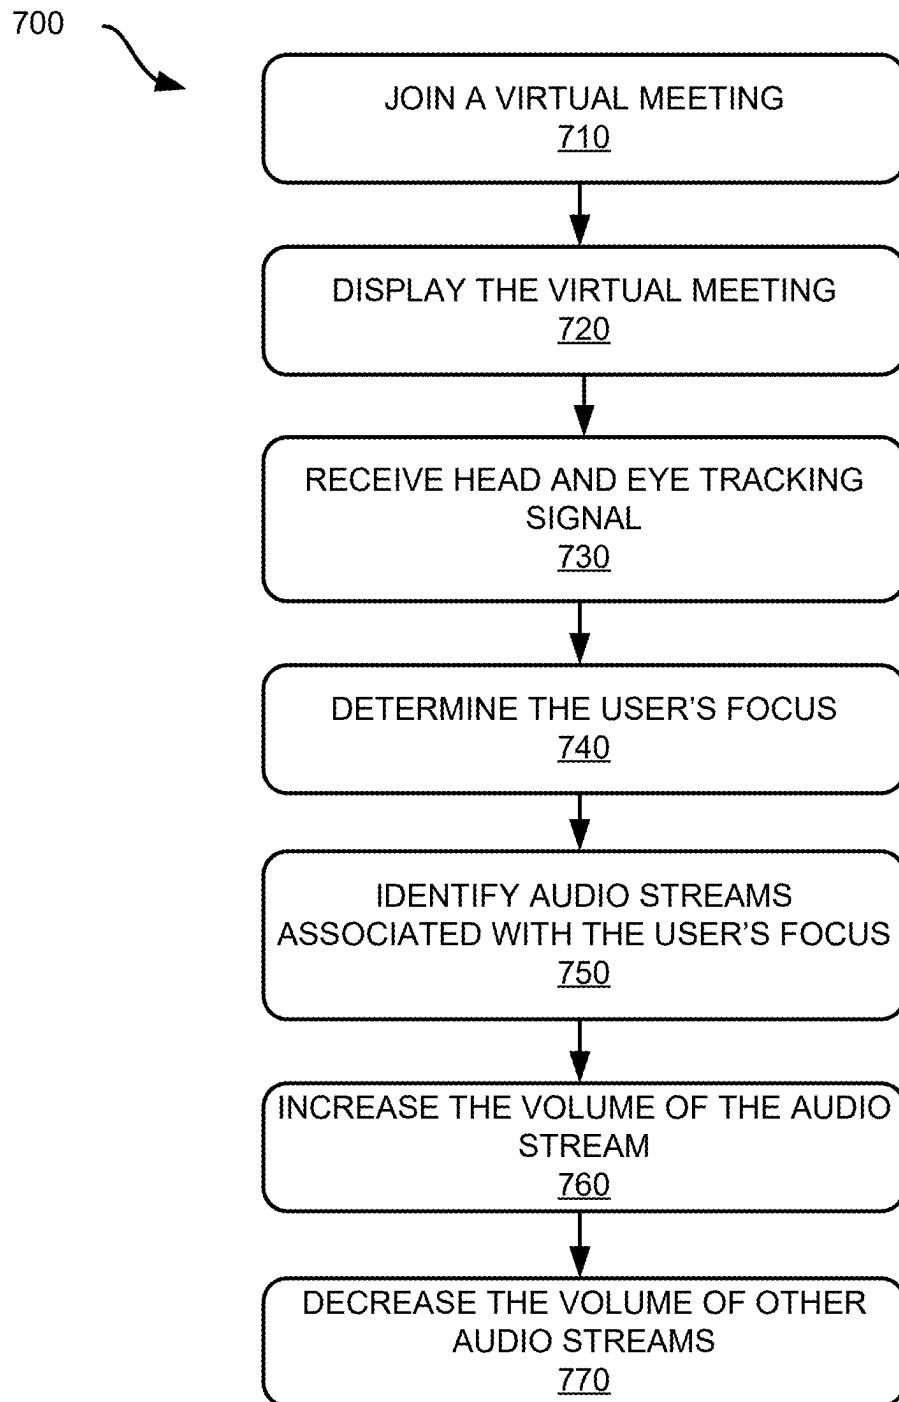 700
JOIN A VIRTUAL MEETING
710
DISPLAY THE VIRTUAL MEETING
720
RECEIVE HEAD AND EYE TRACKING
SIGNAL
730
DETERMINE THE USER'S FOCUS
740
IDENTIFY AUDIO STREAMS
ASSOCIATED WITH THE USER'S FOCUS
750
INCREASE THE VOLUME OF THE AUDIO
STREAM
760
DECREASE THE VOLUME OF OTHER
AUDIO STREAMS
770